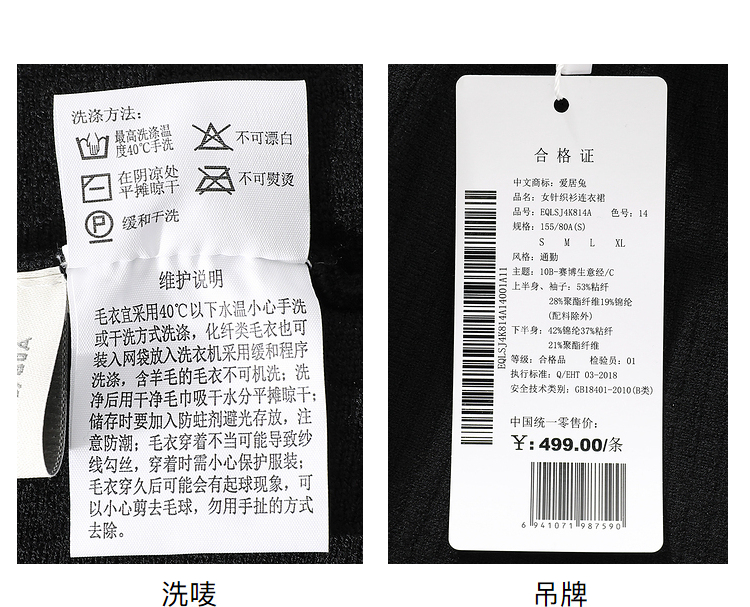 洗涤方法：
最高洗涤温
度40℃手洗
不可漂白
在阴凉处
平摊晾干
不可熨烫
缓和干洗
维护说明
毛衣宜采用40℃以下水温小心手洗
或干洗方式洗涤，化纤类毛衣也可
装入网袋放入洗衣机采用缓和程序
洗涤，含羊毛的毛衣不可机洗；洗
净后用干净毛巾吸干水分平摊晾干；
储存时要加入防蛀剂避光存放，注
意防潮；毛衣穿着不当可能导致纱
线勾丝，穿着时需小心保护服装；
毛衣穿久后可能会有起球现象，可
以小心剪去毛球，勿用手扯的方式
去除。
洗唛
合格证
中文商标：爱居兔
品名：女针织衫连衣裙
品号：EQLSJ4K814A 色号：14
规格：155/80A(S)
S M L XL
风格：通勤
主题：10B-赛博生意经/C
上半身、袖子：53%粘纤
28%聚酯纤维19%锦纶
(配料除外)
下半身：42%锦纶37%粘纤
21%聚酯纤维
等级：合格品 检验员：01
执行标准：Q/EHT 03-2018
安全技术类别：GB18401-2010(B类)
EQLSJ4K814A14001A11
中国统一零售价：
¥：499.00/条
6 941071 987590
吊牌